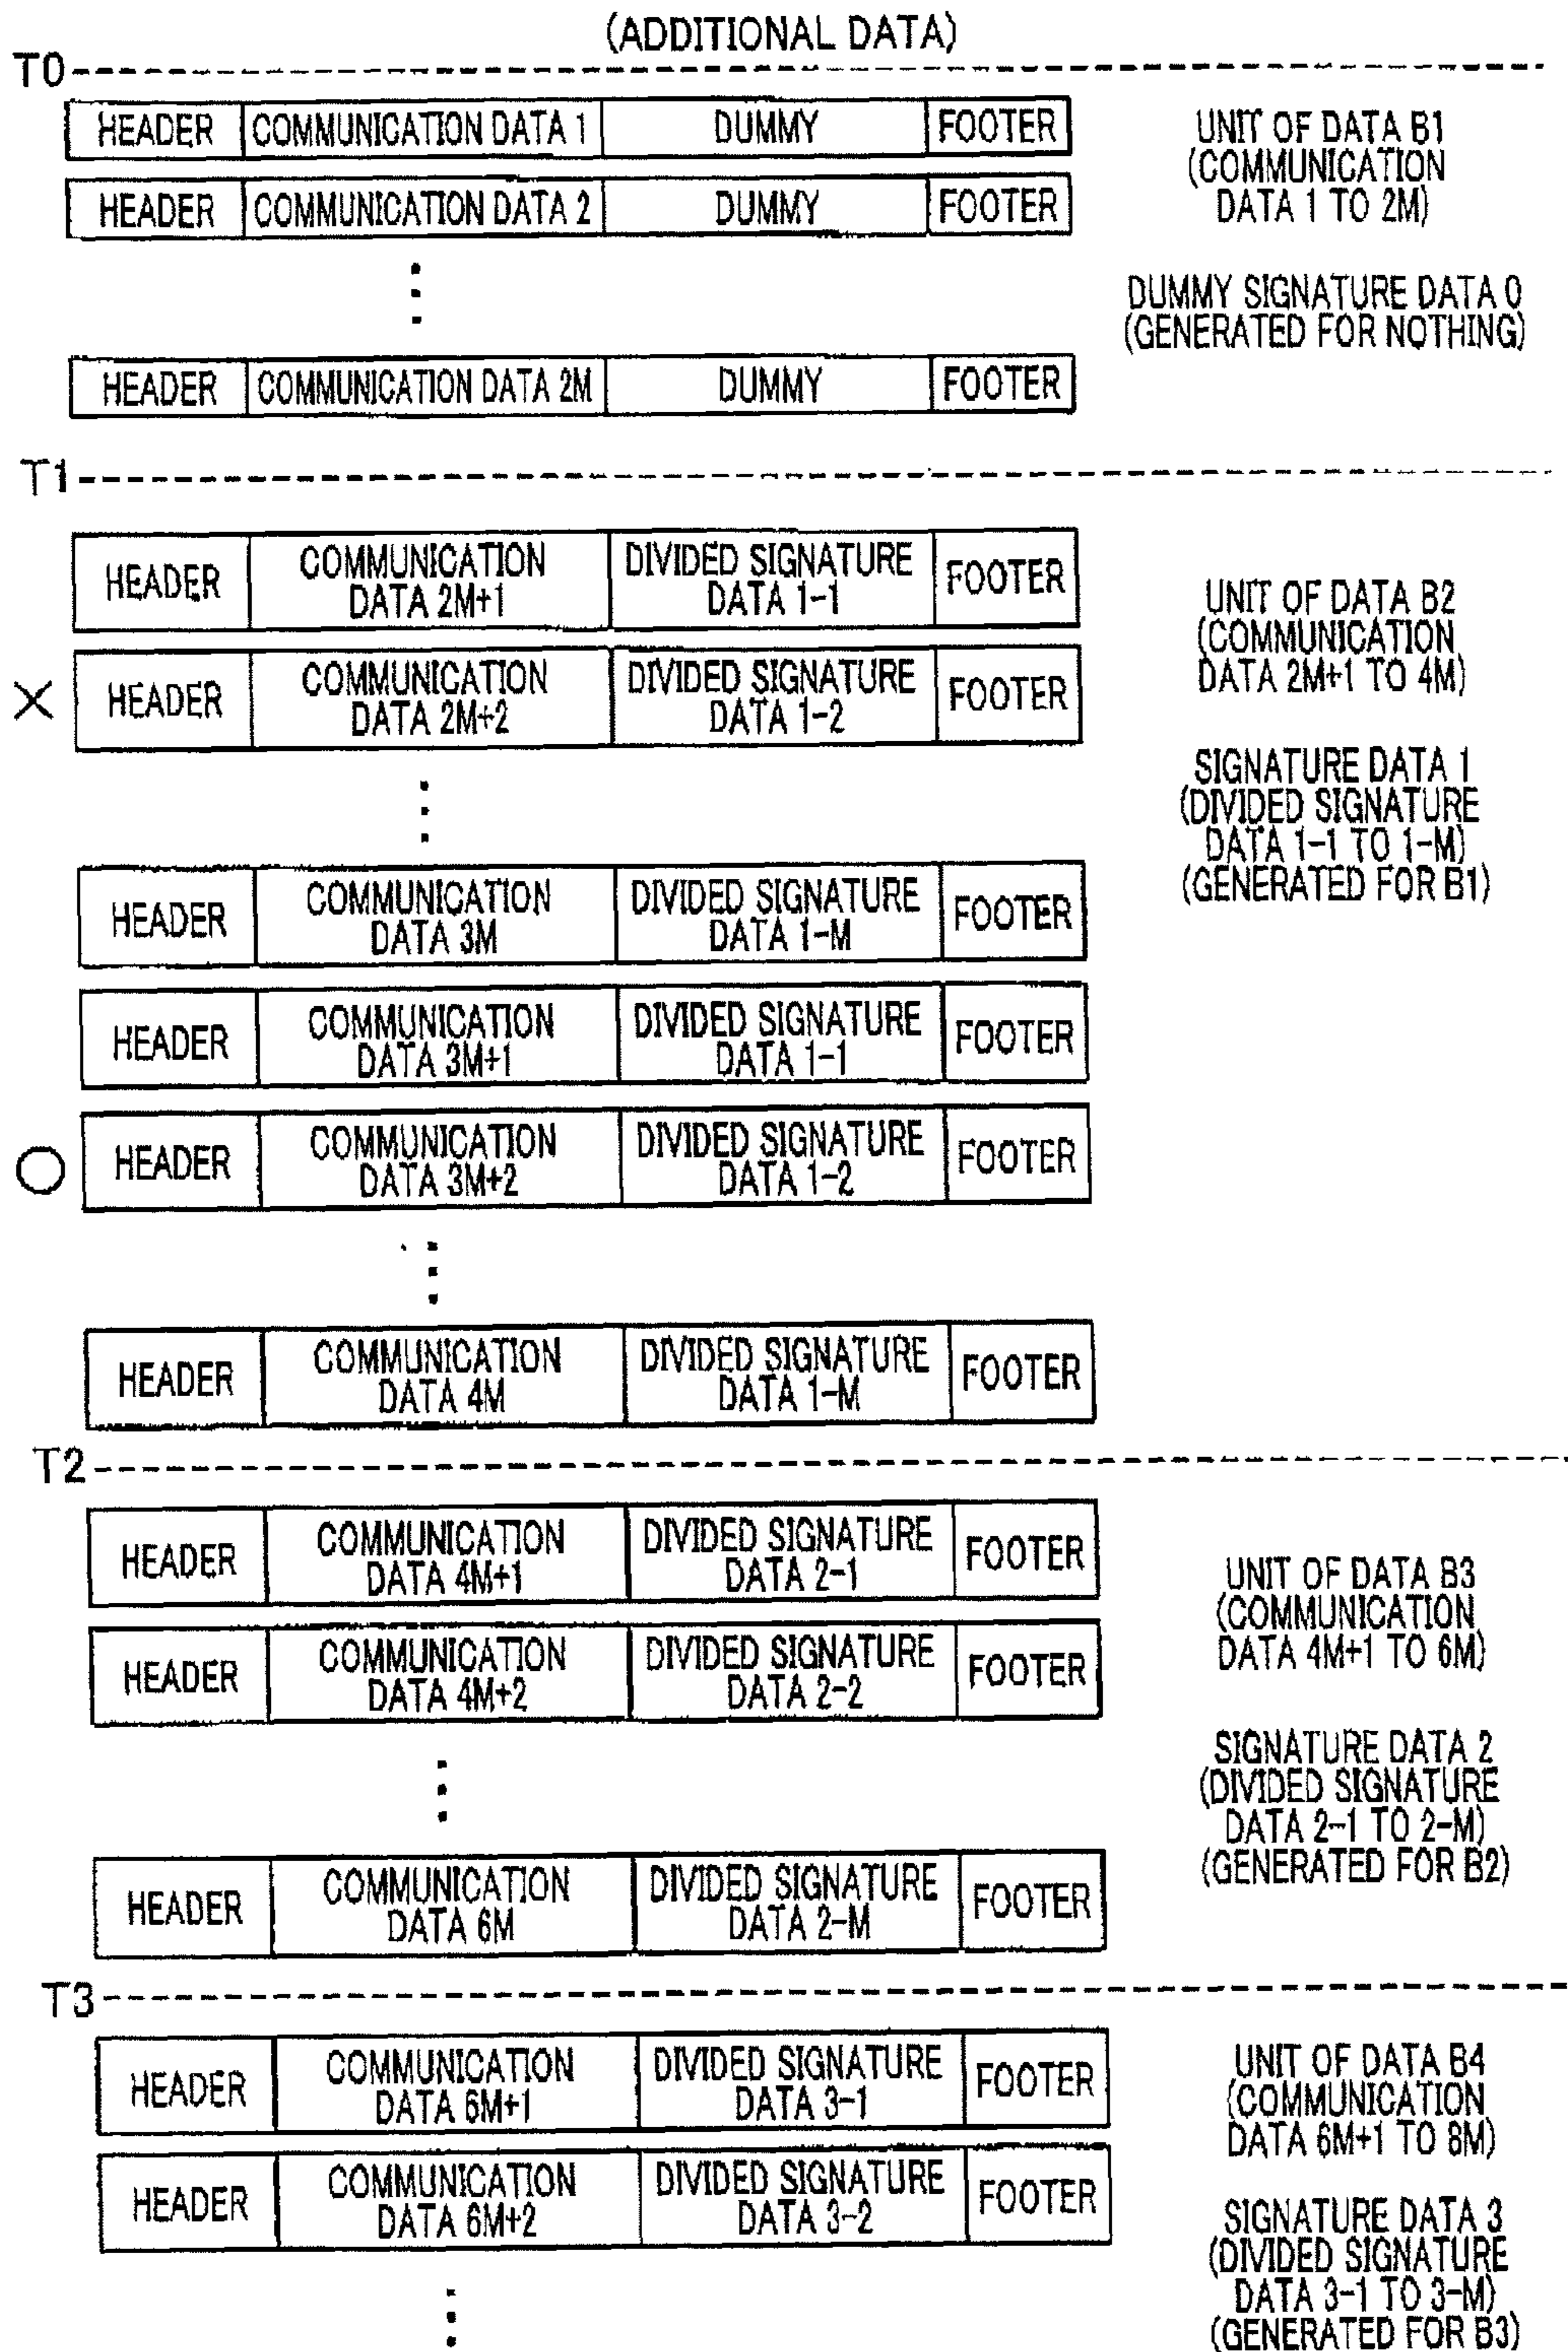 (ADDITIONAL DATA)
T0
HEADER COMMUNICATION DATA 1 DUMMY FOOTER
HEADER COMMUNICATION DATA 2 DUMMY FOOTER
HEADER COMMUNICATION DATA 2M DUMMY FOOTER
UNIT OF DATA B1
(COMMUNICATION
DATA 1 TO 2M)
DUMMY SIGNATURE DATA 0
(GENERATED FOR NOTHING)
T1
HEADER
COMMUNICATION
DATA 2M+1
DIVIDED SIGNATURE
DATA 1-1
FOOTER
×
HEADER
COMMUNICATION
DATA 2M+2
DIVIDED SIGNATURE
DATA 1-2
FOOTER
HEADER
COMMUNICATION
DATA 3M
DIVIDED SIGNATURE
DATA 1-M
FOOTER
HEADER
COMMUNICATION
DATA 3M+1
DIVIDED SIGNATURE
DATA 1-1
FOOTER
○
HEADER
COMMUNICATION
DATA 3M+2
DIVIDED SIGNATURE
DATA 1-2
FOOTER
HEADER
COMMUNICATION
DATA 4M
DIVIDED SIGNATURE
DATA 1-M
FOOTER
UNIT OF DATA B2
(COMMUNICATION
DATA 2M+1 TO 4M)
SIGNATURE DATA 1
(DIVIDED SIGNATURE
DATA 1-1 TO 1-M)
(GENERATED FOR B1)
T2
HEADER
COMMUNICATION
DATA 4M+1
DIVIDED SIGNATURE
DATA 2-1
FOOTER
HEADER
COMMUNICATION
DATA 4M+2
DIVIDED SIGNATURE
DATA 2-2
FOOTER
HEADER
COMMUNICATION
DATA 6M
DIVIDED SIGNATURE
DATA 2-M
FOOTER
UNIT OF DATA B3
(COMMUNICATION
DATA 4M+1 TO 6M)
SIGNATURE DATA 2
(DIVIDED SIGNATURE
DATA 2-1 TO 2-M)
(GENERATED FOR B2)
T3
HEADER
COMMUNICATION
DATA 6M+1
DIVIDED SIGNATURE
DATA 3-1
FOOTER
HEADER
COMMUNICATION
DATA 6M+2
DIVIDED SIGNATURE
DATA 3-2
FOOTER
UNIT OF DATA B4
(COMMUNICATION
DATA 6M+1 TO 8M)
SIGNATURE DATA 3
(DIVIDED SIGNATURE
DATA 3-1 TO 3-M)
(GENERATED FOR B3)